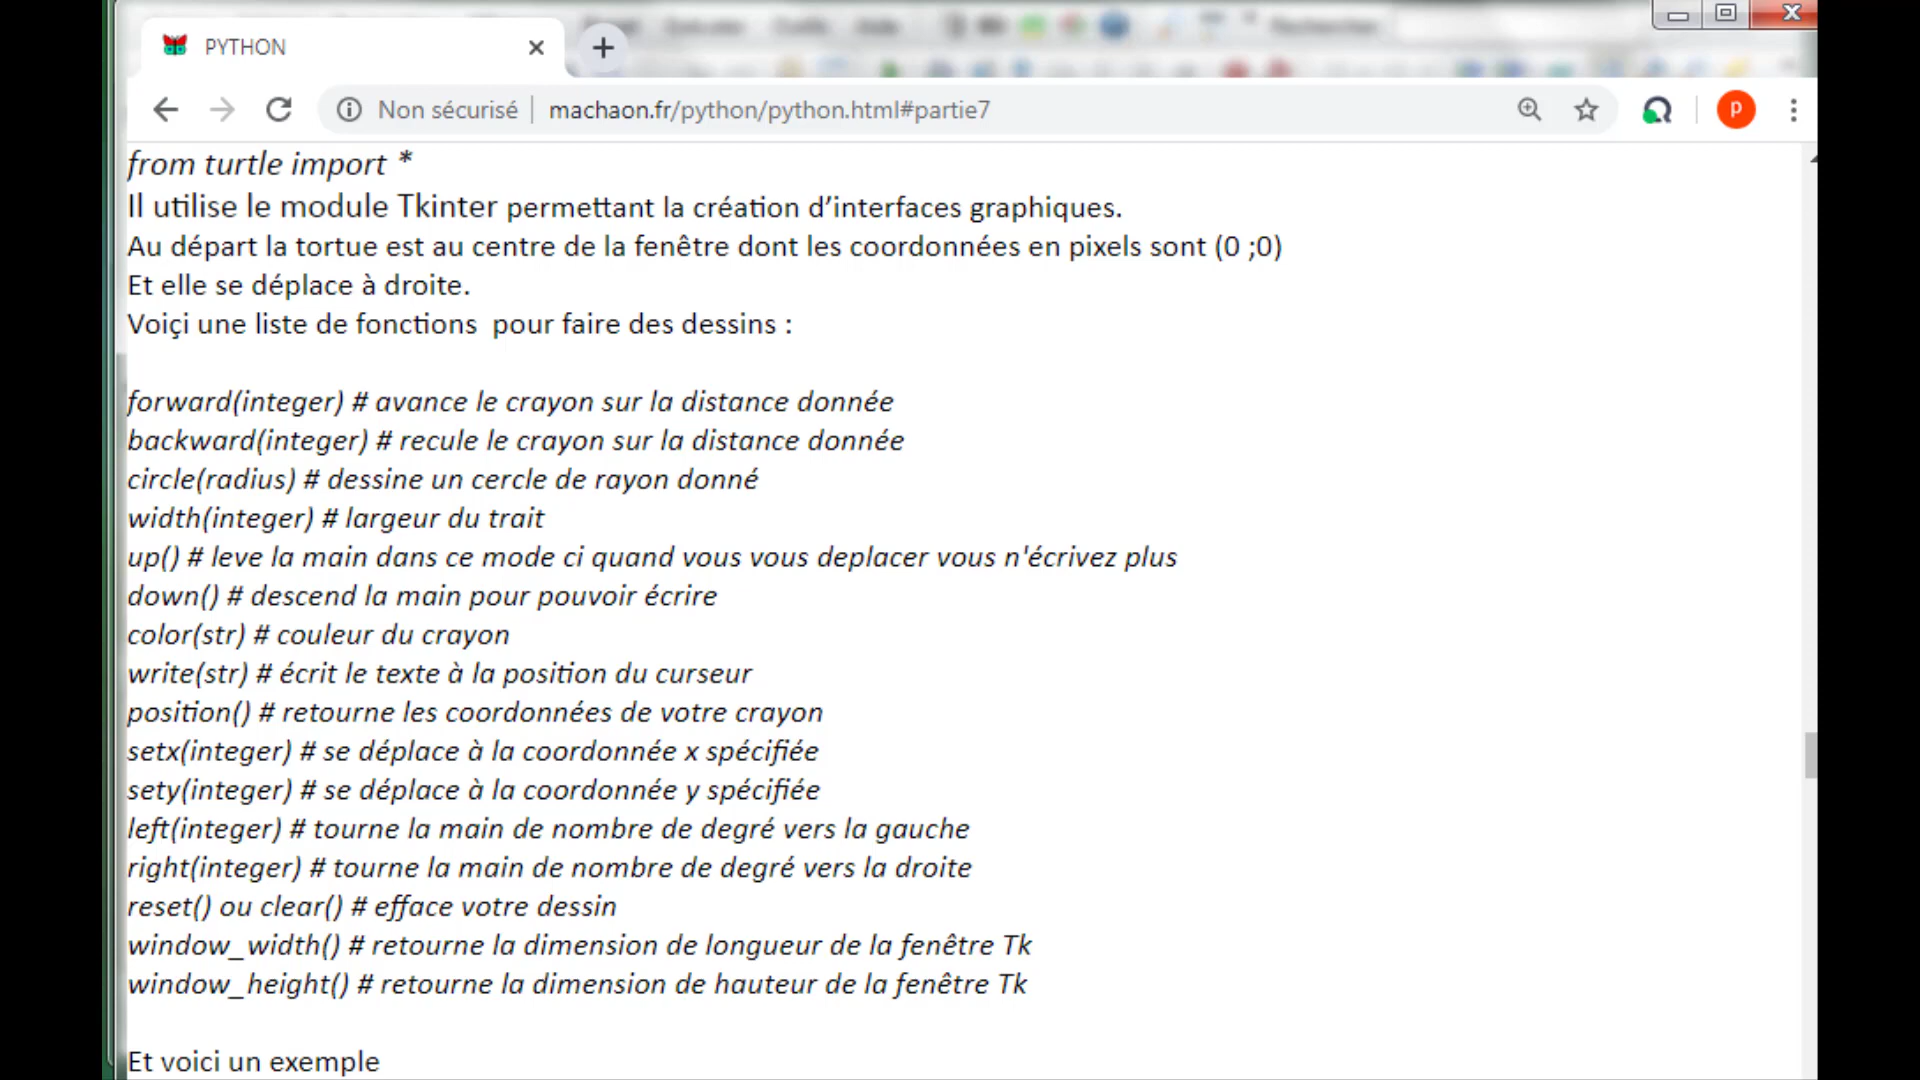 PYTHON
Non sécurisé machaon.fr/python/python.html#partie7
p
from turtle import *
Il utilise le module Tkinter permettant la création d’interfaces graphiques.
Au départ la tortue est au centre de la fenêtre dont les coordonnées en pixels sont (0 ;0)
Et elle se déplace à droite.
Voiçi une liste de fonctions  pour faire des dessins :
forward(integer) # avance le crayon sur la distance donnée
backward(integer) # recule le crayon sur la distance donnée
circle(radius) # dessine un cercle de rayon donné
width(integer) # largeur du trait
up() # leve la main dans ce mode ci quand vous vous deplacer vous n'écrivez plus
down() # descend la main pour pouvoir écrire
color(str) # couleur du crayon
write(str) # écrit le texte à la position du curseur
position() # retourne les coordonnées de votre crayon
setx(integer) # se déplace à la coordonnée x spécifiée
sety(integer) # se déplace à la coordonnée y spécifiée
left(integer) # tourne la main de nombre de degré vers la gauche
right(integer) # tourne la main de nombre de degré vers la droite
reset() ou clear() # efface votre dessin
window_width() # retourne la dimension de longueur de la fenêtre Tk
window_height() # retourne la dimension de hauteur de la fenêtre Tk
Et voici un exemple